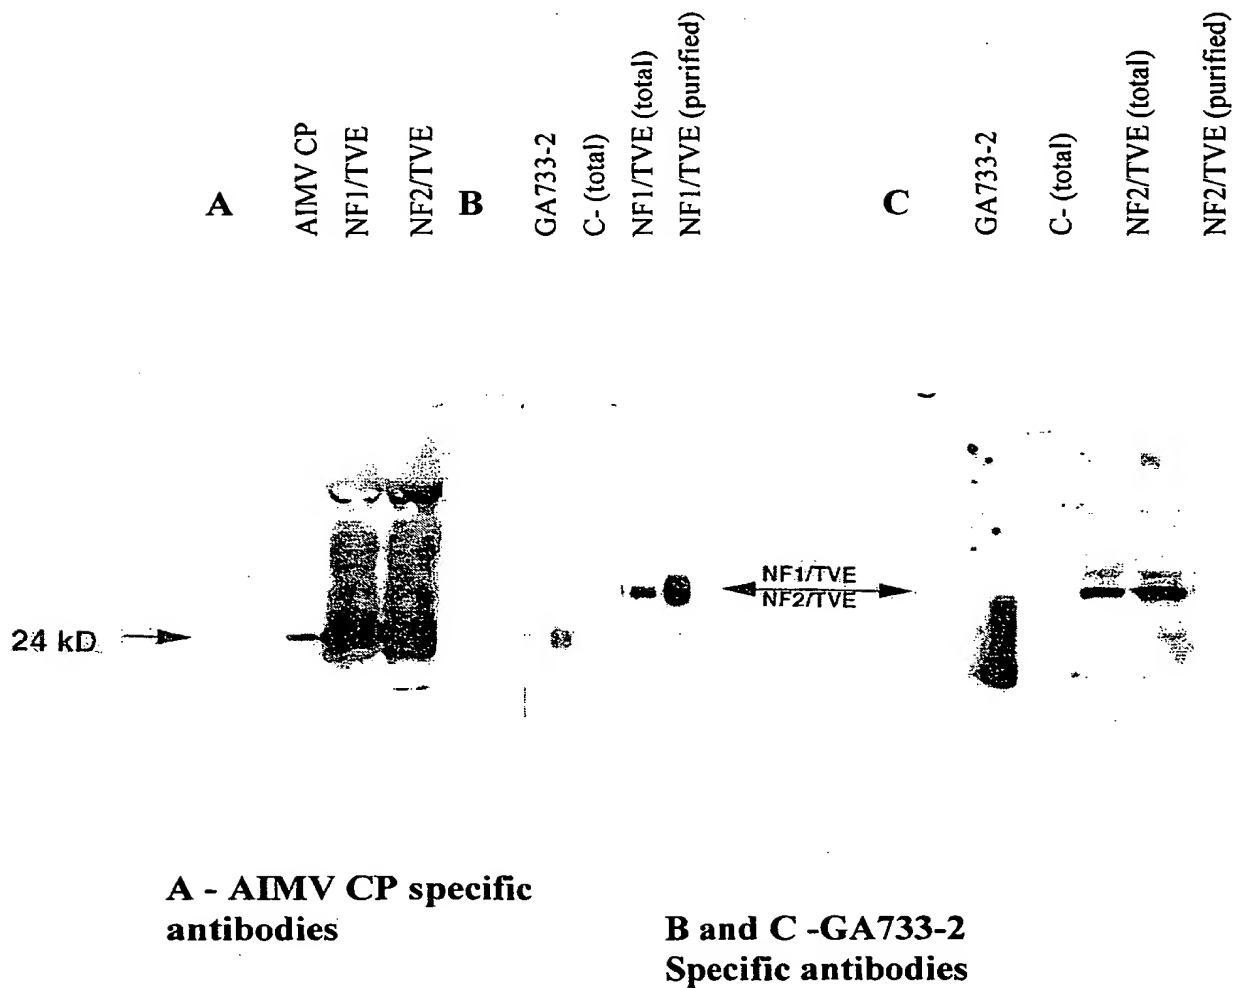 A
AIMV CP
NF1/TVE
NF2/TVE
B
GA733-2
C- (total)
NF1/TVE (total)
NF1/TVE (purified)
C
GA733-2
C- (total)
NF2/TVE (total)
NF2/TVE (purified)
NF1/TVE
NF2/TVE
24 kD
A - AIMV CP specific
antibodies
B and C -GA733-2
Specific antibodies